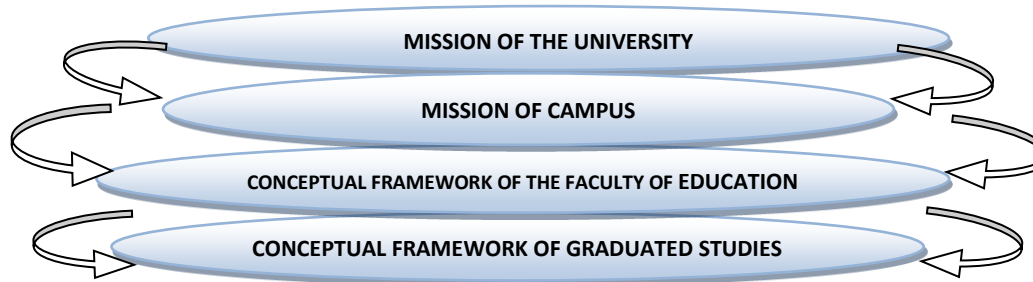 MISSION OF THE UNIVERSITY
MISSION OF CAMPUS
CONCEPTUAL FRAMEWORK OF THE FACULTY OF EDUCATION
CONCEPTUAL FRAMEWORK OF GRADUATED STUDIES